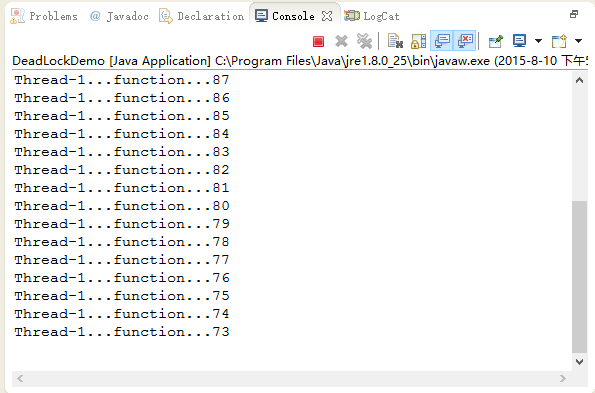 Problems @ Javadoc Declaration Console LogCat
DeadLockDemo [Java Application] C:\Program Files\Java\jre1.8.0_25\bin\javaw.exe (2015-8-10 下午5
Thread-1...function...87
Thread-1...function...86
Thread-1...function...85
Thread-1...function...84
Thread-1...function...83
Thread-1...function...82
Thread-1...function...81
Thread-1...function...80
Thread-1...function...79
Thread-1...function...78
Thread-1...function...77
Thread-1...function...76
Thread-1...function...75
Thread-1...function...74
Thread-1...function...73